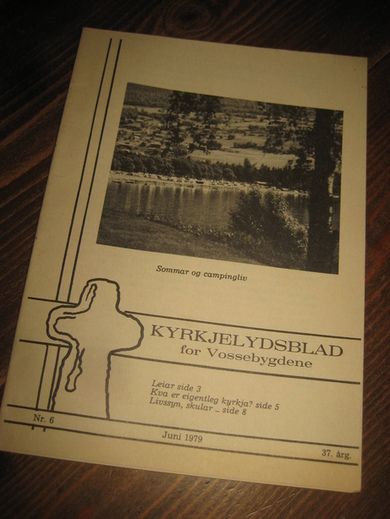 Sommar og campingliv
KYRKJELYDSBLAD
for Vossebygdene
Leiar side 3
Kva er eigentleg kyrkja? side 5
Livssyn, skular - side 8
Nr. 6
Juni 1979
37. årg.